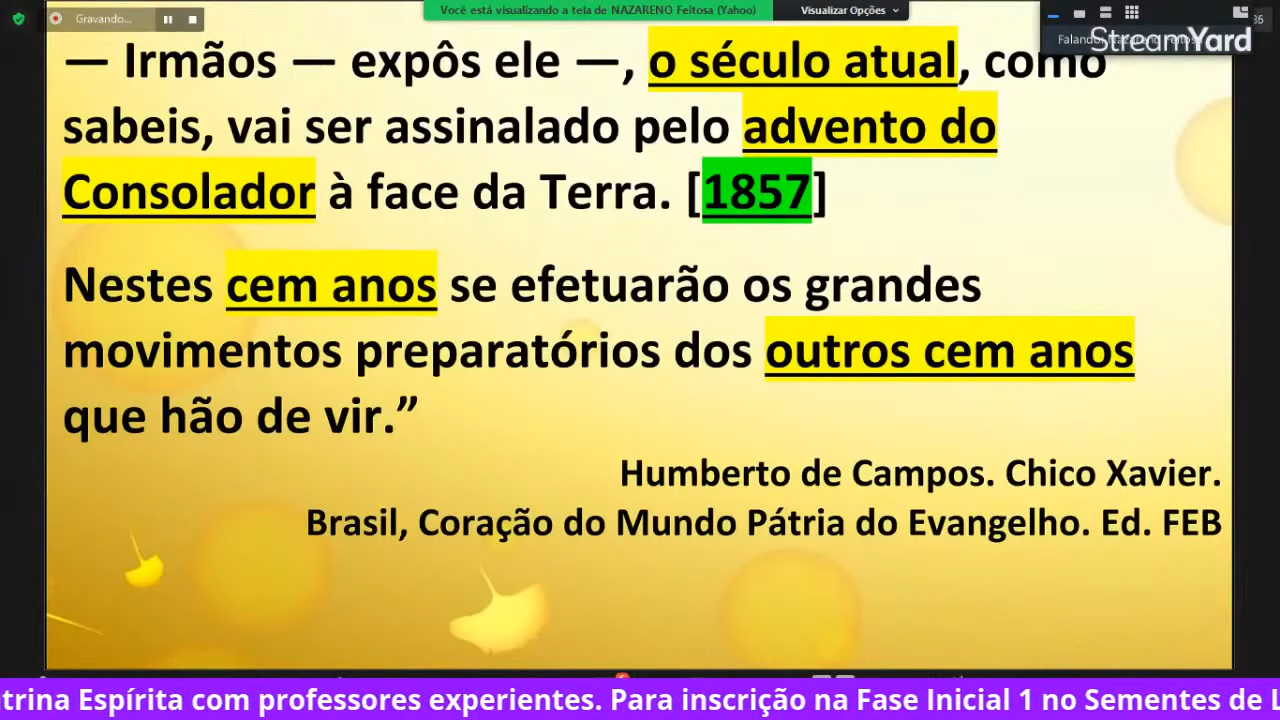 Gravando...
Você está visualizando a tela de NAZARENO Feitosa (Yahoo)
Visualizar Opções
StreamYard
— Irmãos — expôs ele —, o século atual, como
sabeis, vai ser assinalado pelo advento do
Consolador à face da Terra. [1857]
Nestes cem anos se efetuarão os grandes
movimentos preparatórios dos outros cem anos
que hão de vir.”
Humberto de Campos. Chico Xavier.
Brasil, Coração do Mundo Pátria do Evangelho. Ed. FEB
trina Espírita com professores experientes. Para inscrição na Fase Inicial 1 no Sementes de L